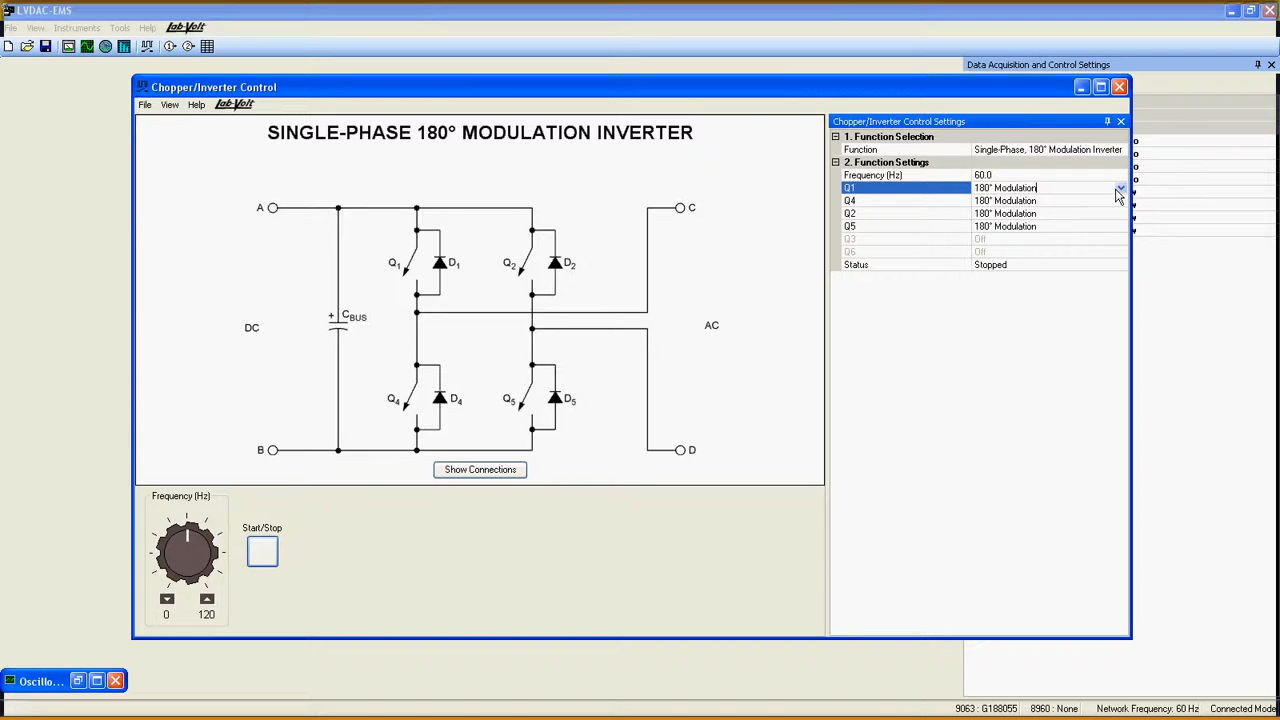 LVDAC-EMS
File View Instruments Tools Help Lab-Volt
Data Acquisition and Control Settings
Chopper/Inverter Control
File View Help Lab-Volt
SINGLE-PHASE 180° MODULATION INVERTER
A
C
Q1
D1
Q2
D2
+
CBUS
DC
AC
Q4
D4
Q5
D5
B
D
Show Connections
Frequency (Hz)
0 120
Start/Stop
Chopper/Inverter Control Settings
1. Function Selection
Function Single-Phase, 180° Modulation Inverter
2. Function Settings
Frequency (Hz) 60.0
Q1 180° Modulation
Q4 180° Modulation
Q2 180° Modulation
Q5 180° Modulation
Q3 Off
Q6 Off
Status Stopped
Oscillo...
9063 : G188055 8960 : None Network Frequency: 60 Hz Connected Mode